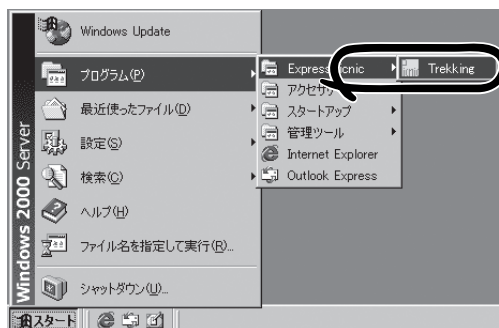 Windows Update
プログラム(P)
最近使ったファイル(D)
設定(S)
検索(C)
ヘルプ(H)
ファイル名を指定して実行(R)...
シャットダウン(U)...
Windows 2000 Server
スタート
Express
アクセサリ
スタートアップ
管理ツール
Internet Explorer
Outlook Express
Trekking